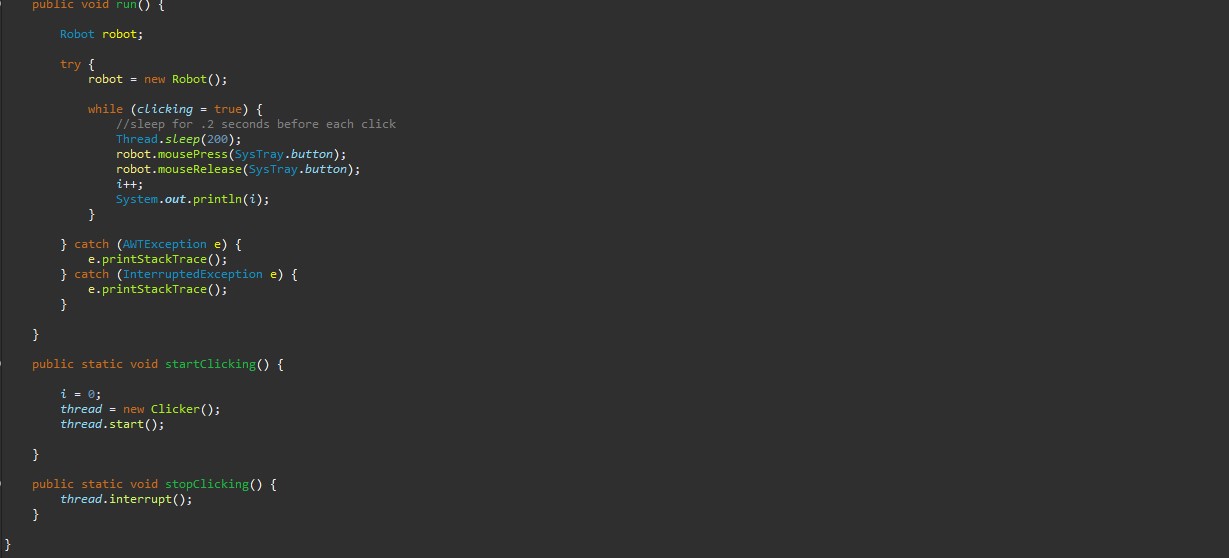 public void run() {
Robot robot;
try {
robot = new Robot();
while (clicking = true) {
//sleep for .2 seconds before each click
Thread.sleep(200);
robot.mousePress(SysTray.button);
robot.mouseRelease(SysTray.button);
i++;
System.out.println(i);
}
} catch (AWTException e) {
e.printStackTrace();
} catch (InterruptedException e) {
e.printStackTrace();
}
}
public static void startClicking() {
i = 0;
thread = new Clicker();
thread.start();
}
public static void stopClicking() {
thread.interrupt();
}
}